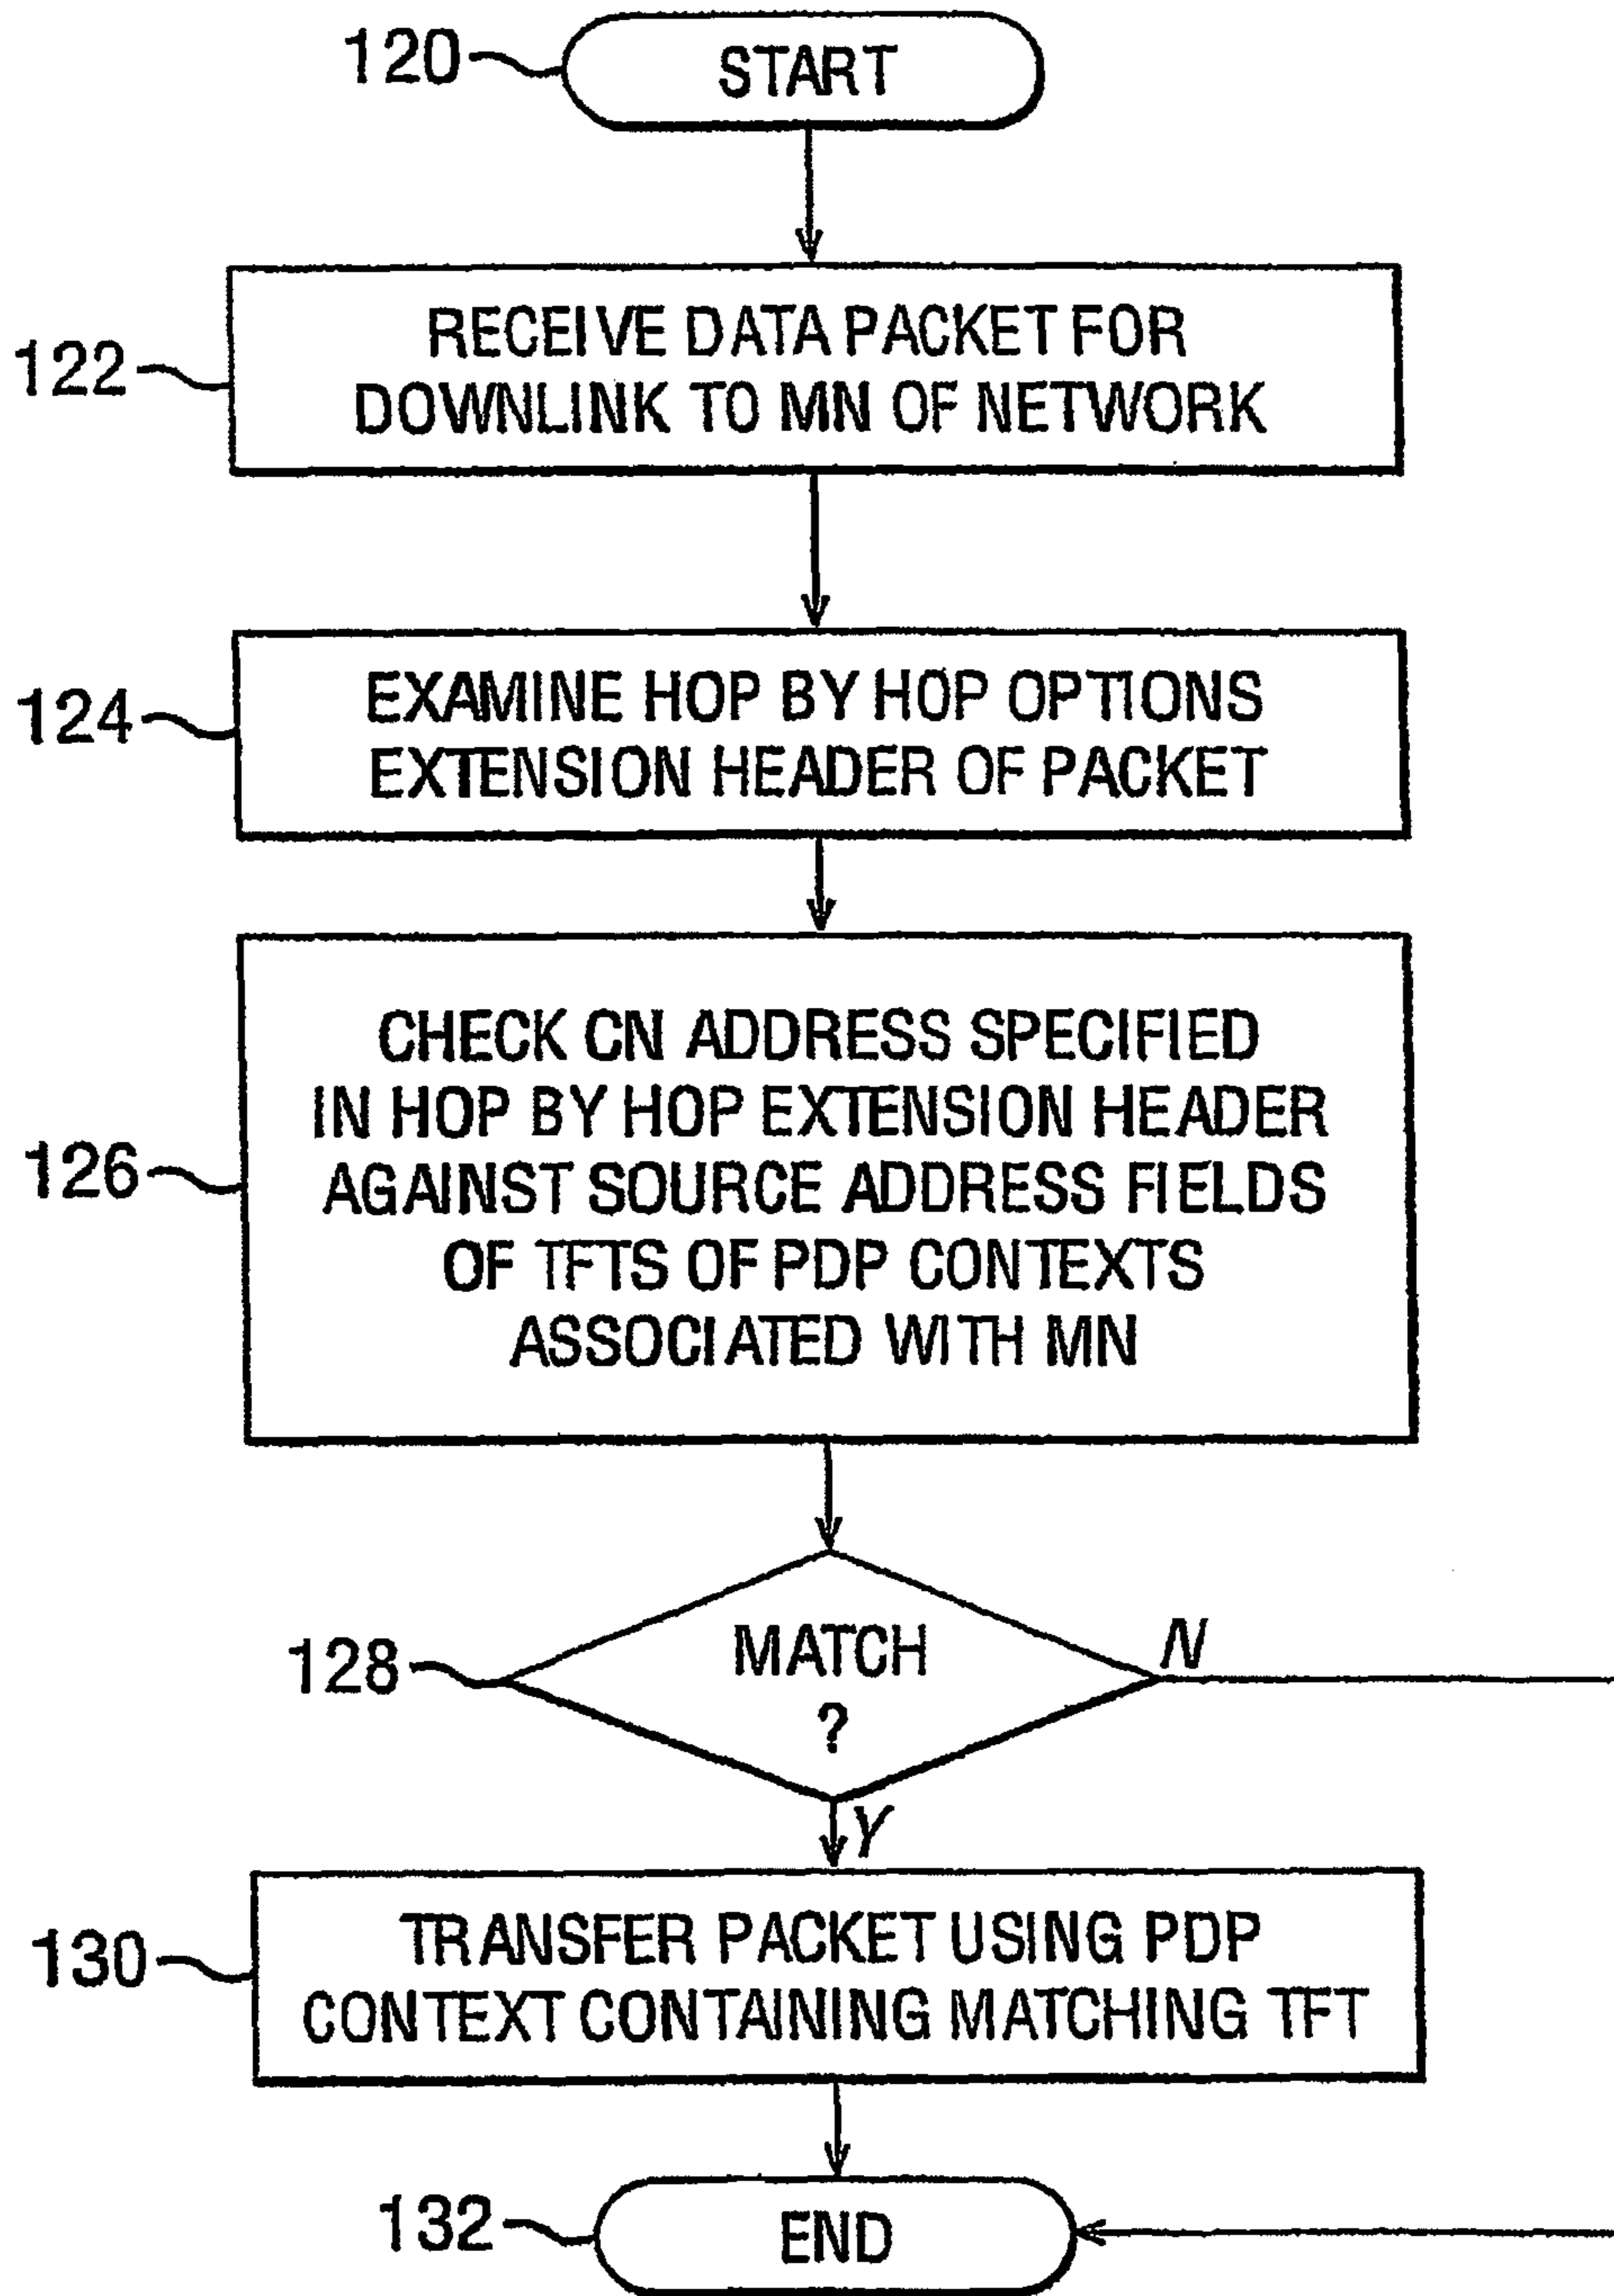 120
START
122
RECEIVE DATA PACKET FOR
DOWNLINK TO MN OF NETWORK
124
EXAMINE HOP BY HOP OPTIONS
EXTENSION HEADER OF PACKET
126
CHECK CN ADDRESS SPECIFIED
IN HOP BY HOP EXTENSION HEADER
AGAINST SOURCE ADDRESS FIELDS
OF TFTS OF PDP CONTEXTS
ASSOCIATED WITH MN
128
MATCH
?
N
Y
130
TRANSFER PACKET USING PDP
CONTEXT CONTAINING MATCHING TFT
132
END